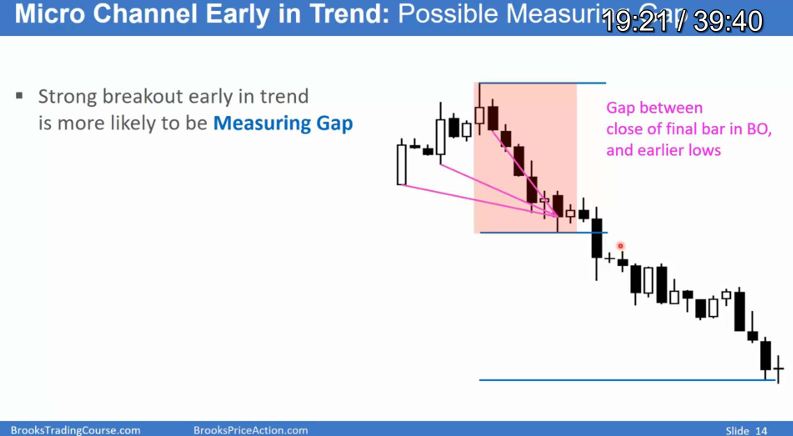 Micro Channel Early in Trend: Possible Measuring Gap
19:21 / 39:40
▪ Strong breakout early in trend
is more likely to be Measuring Gap
Gap between
close of final bar in BO,
and earlier lows
BrooksTradingCourse.com
BrooksPriceAction.com
Slide 14